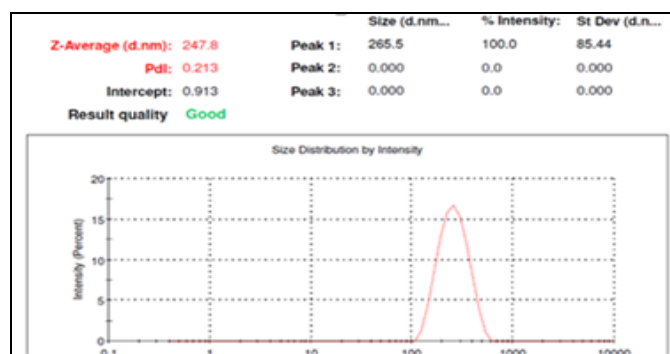 Size (d.nm... % Intensity: St Dev (d.n...
Z-Average (d.nm): 247.8 Peak 1: 265.5 100.0 85.44
PdI: 0.213 Peak 2: 0.000 0.0 0.000
Intercept: 0.913 Peak 3: 0.000 0.0 0.000
Result quality Good
Size Distribution by Intensity
Intensity (Percent)
20
15
10
5
0
0.1 1 10 100 1000 10000